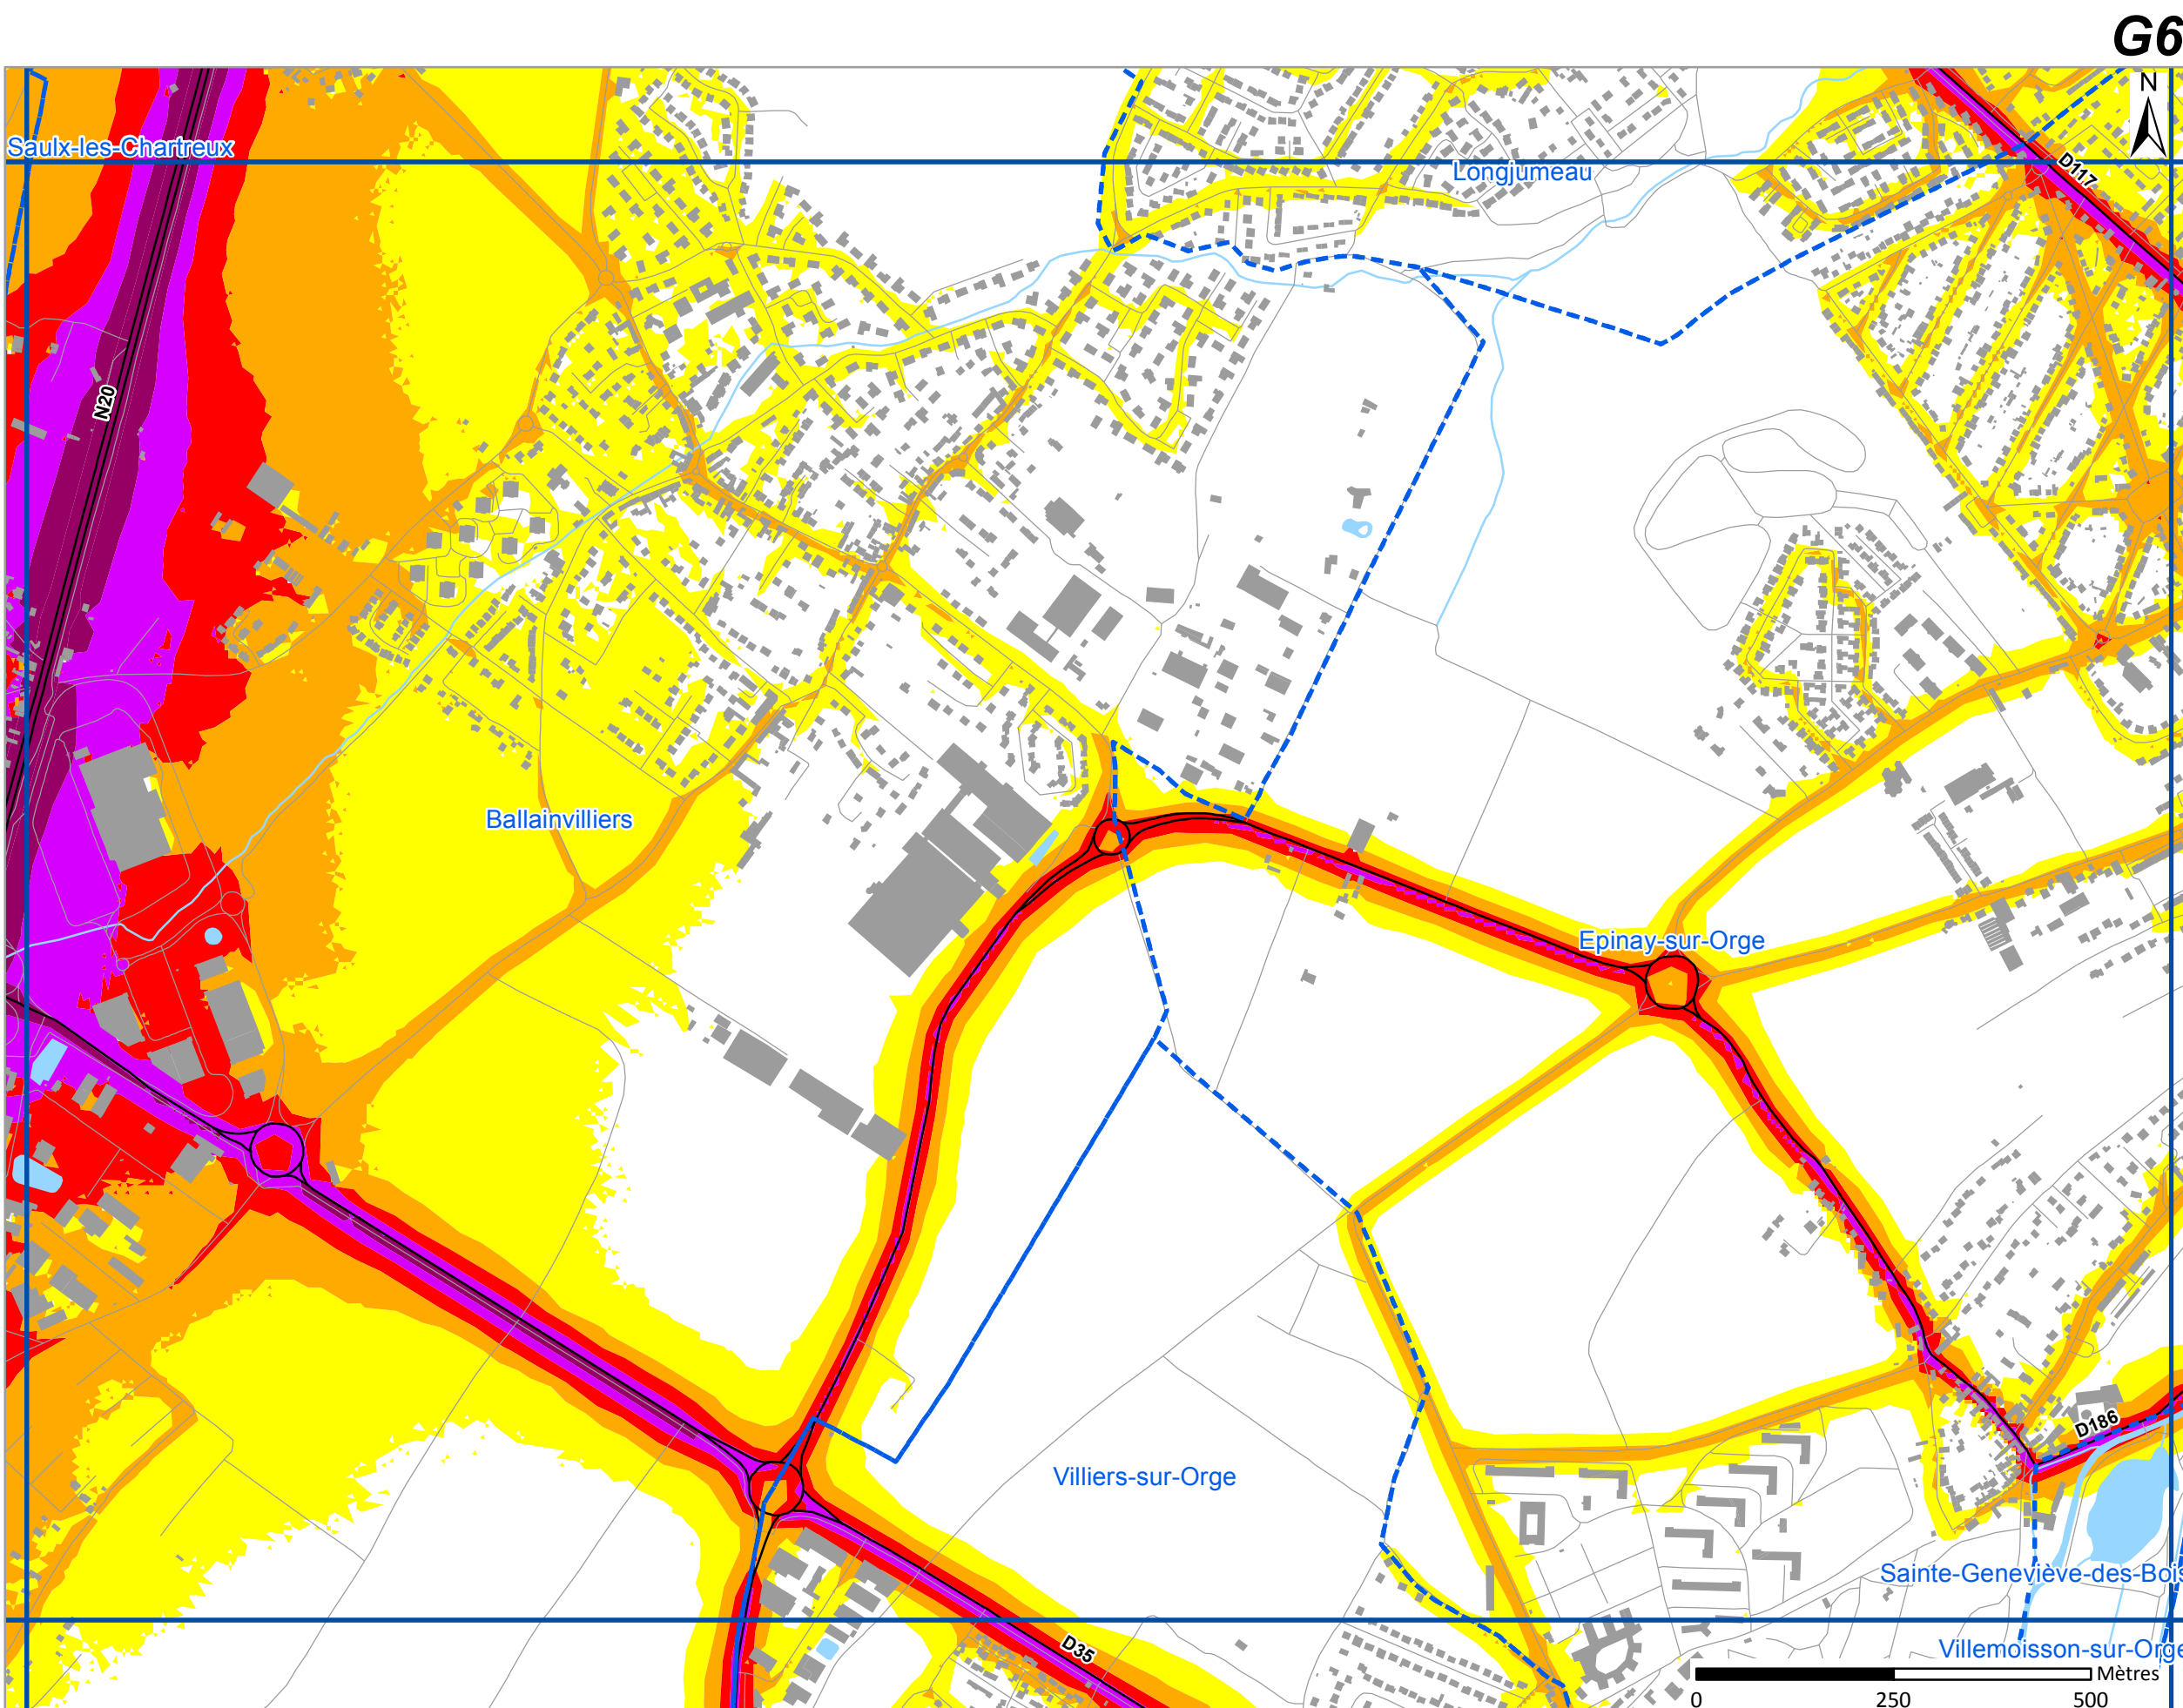 G6
N
Saulx-les-Chartreux
Longjumeau
D117
N20
Ballainvilliers
Epinay-sur-Orge
D186
Villiers-sur-Orge
Sainte-Geneviève-des-Bois
D35
Villemoisson-sur-Orge
Mètres
0 250 500